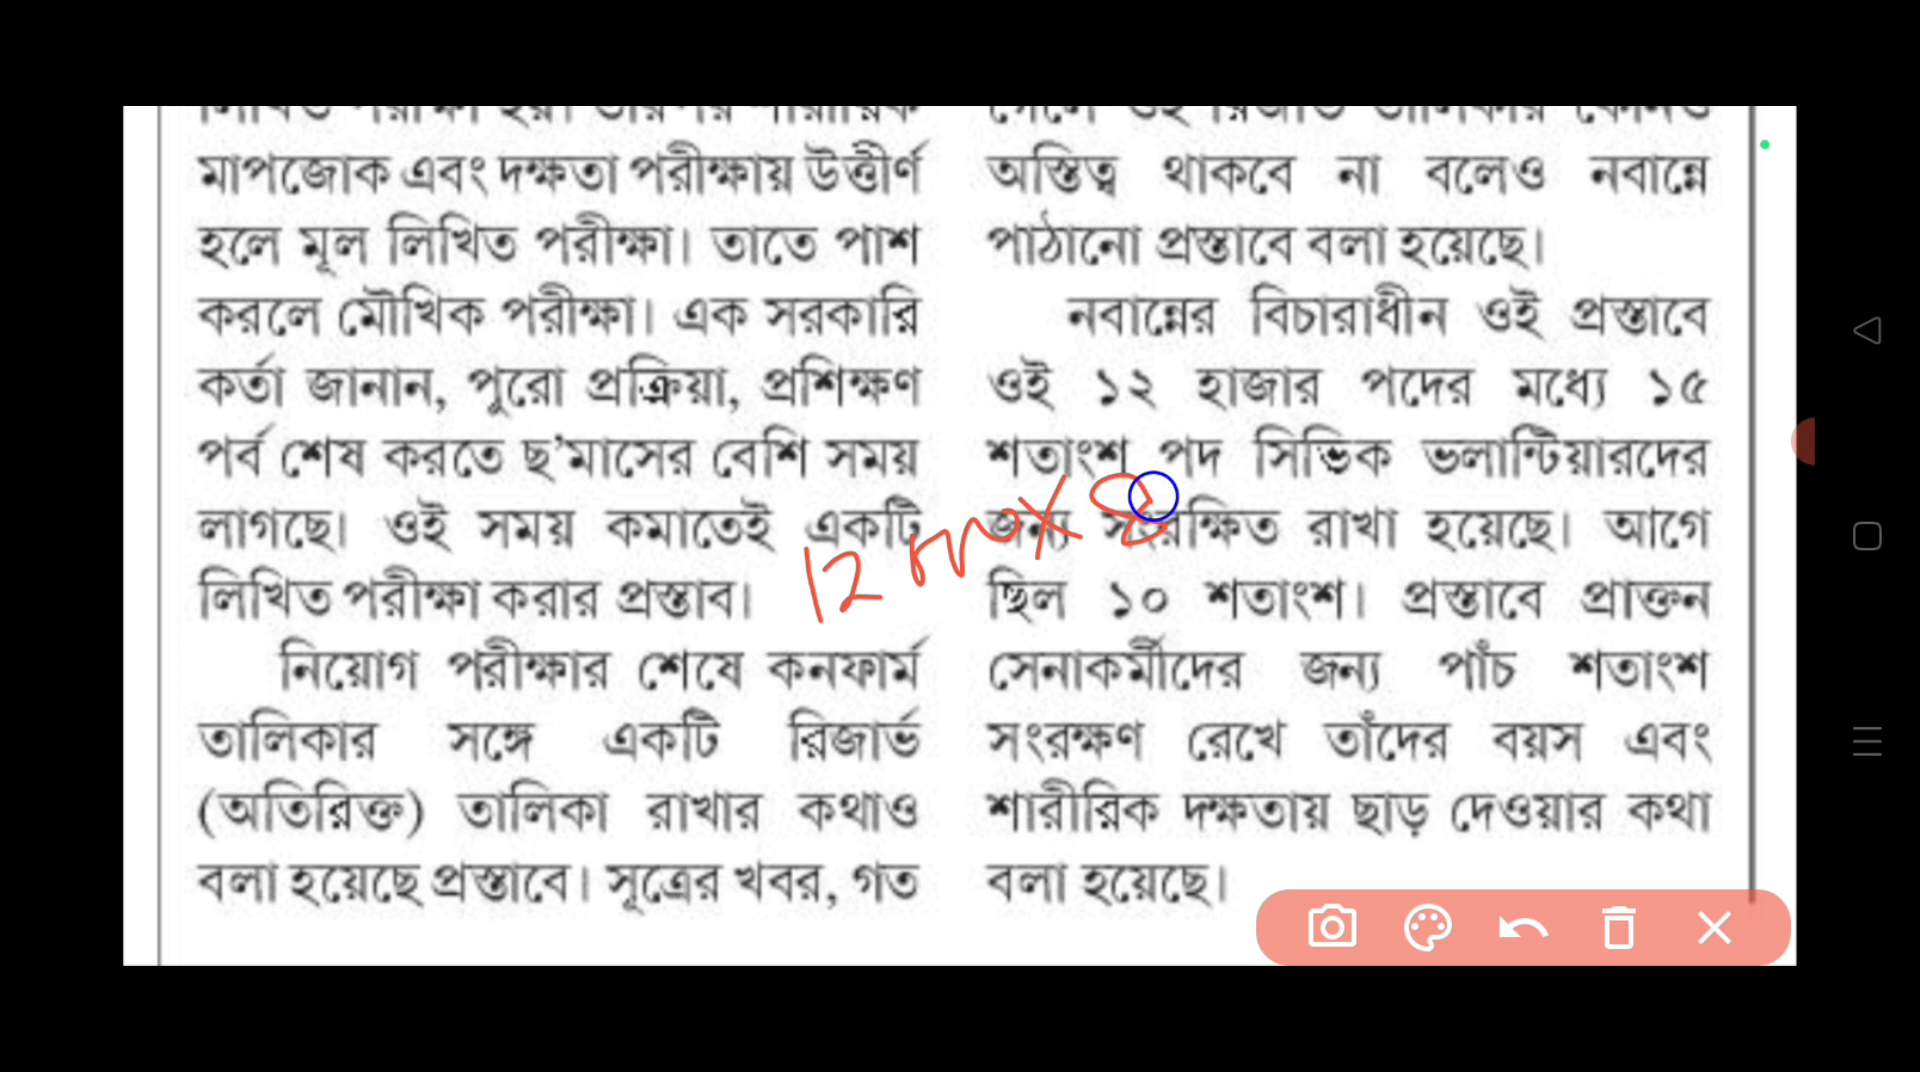 মাপজোক এবং দক্ষতা পরীক্ষায় উত্তীর্ণ
হলে মূল লিখিত পরীক্ষা। তাতে পাশ
করলে মৌখিক পরীক্ষা। এক সরকারি
কর্তা জানান, পুরো প্রক্রিয়া, প্রশিক্ষণ
পর্ব শেষ করতে ছ'মাসের বেশি সময়
লাগছে। ওই সময় কমাতেই একটি
লিখিত পরীক্ষা করার প্রস্তাব।
নিয়োগ পরীক্ষার শেষে কনফার্ম
তালিকার সঙ্গে একটি রিজার্ভ
(অতিরিক্ত) তালিকা রাখার কথাও
বলা হয়েছে প্রস্তাবে। সূত্রের খবর, গত
অস্তিত্ব থাকবে না বলেও নবান্নে
পাঠানো প্রস্তাবে বলা হয়েছে।
নবান্নের বিচারাধীন ওই প্রস্তাবে
ওই ১২ হাজার পদের মধ্যে ১৫
শতাংশ পদ সিভিক ভলান্টিয়ারদের
জন্য সংরক্ষিত রাখা হয়েছে। আগে
ছিল ১০ শতাংশ। প্রস্তাবে প্রাক্তন
সেনাকর্মীদের জন্য পাঁচ শতাংশ
সংরক্ষণ রেখে তাঁদের বয়স এবং
শারীরিক দক্ষতায় ছাড় দেওয়ার কথা
বলা হয়েছে।
12